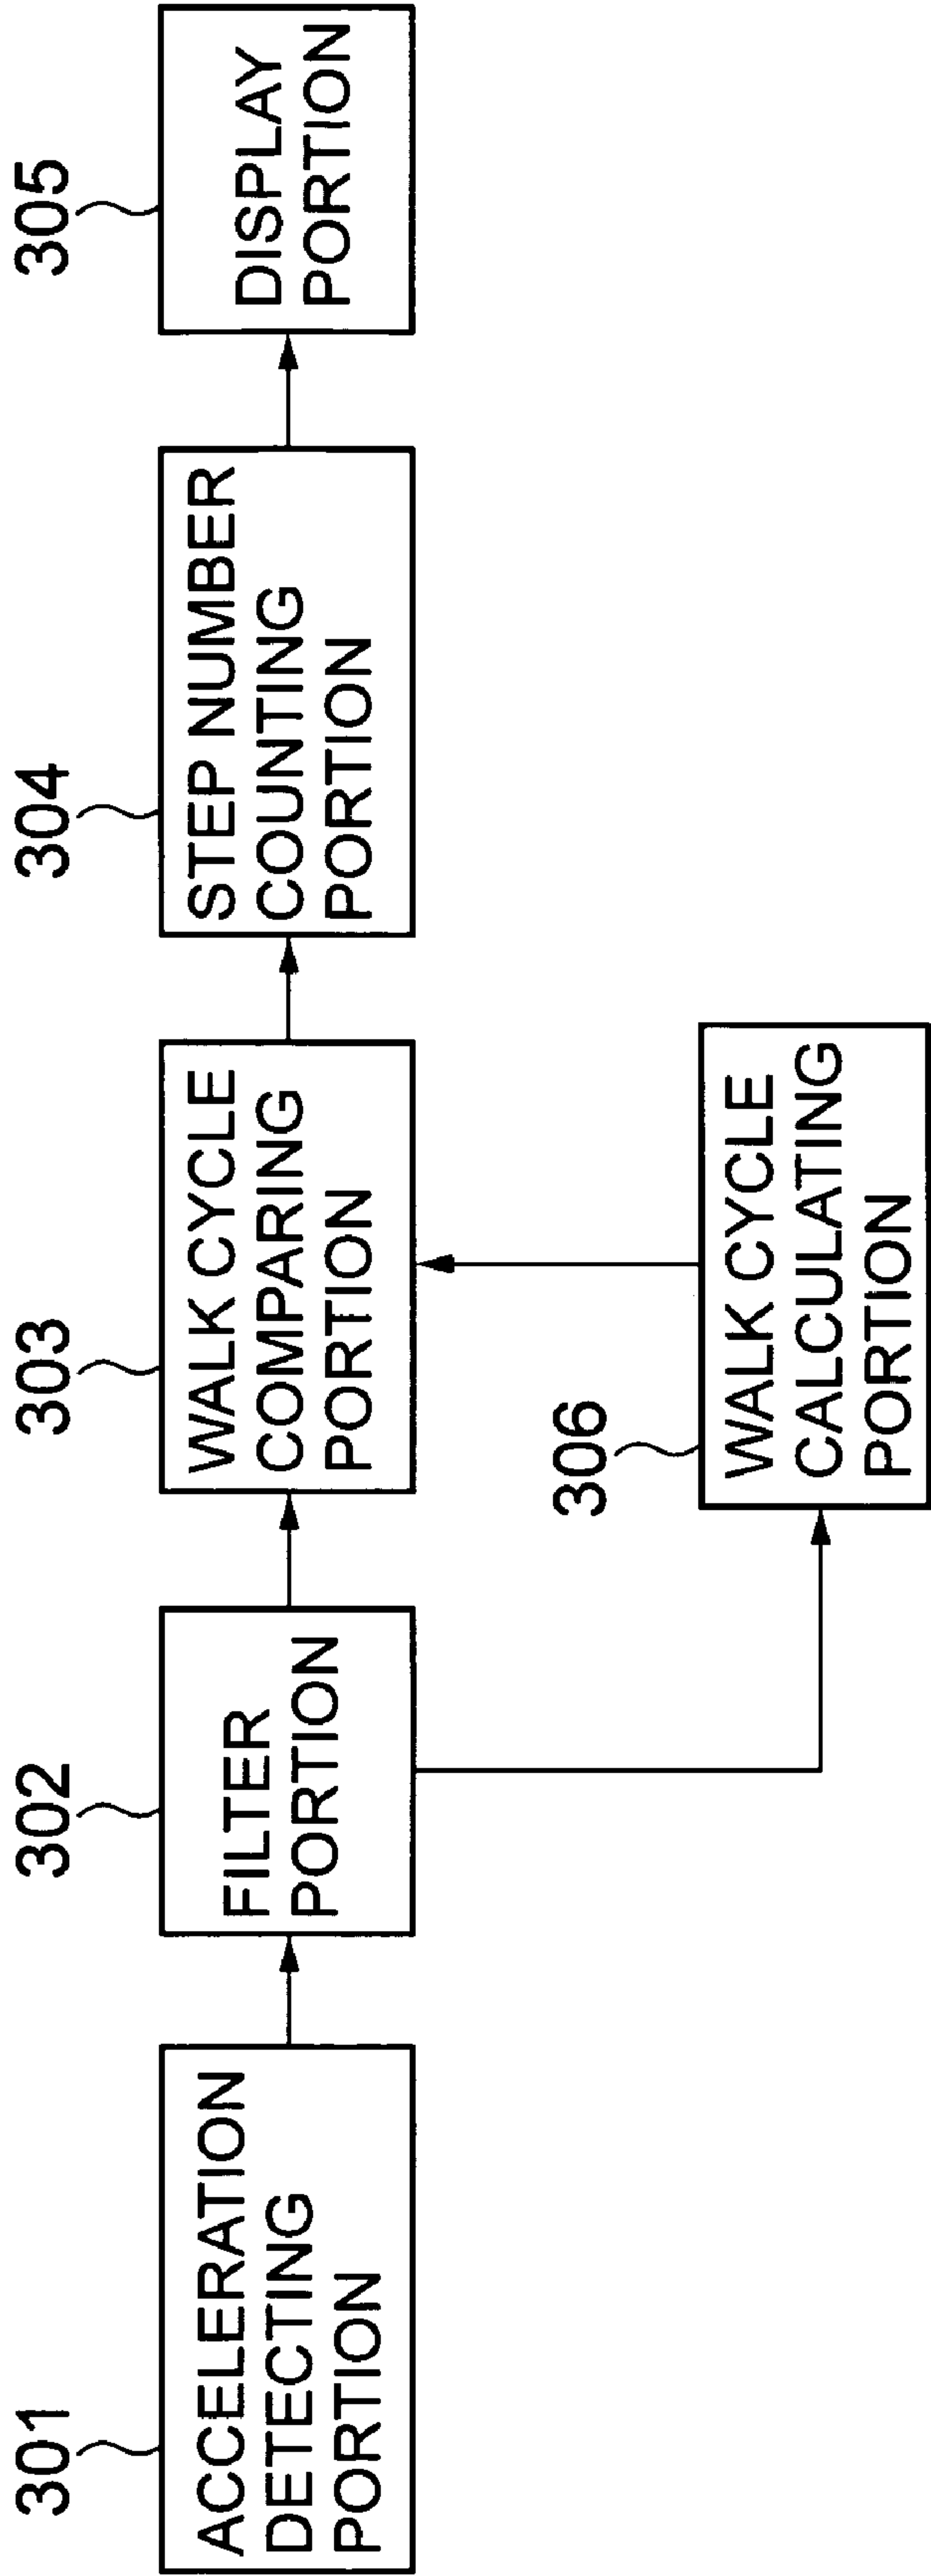 301
ACCELERATION
DETECTING
PORTION
302
FILTER
PORTION
303
WALK CYCLE
COMPARING
PORTION
304
STEP NUMBER
COUNTING
PORTION
305
DISPLAY
PORTION
306
WALK CYCLE
CALCULATING
PORTION